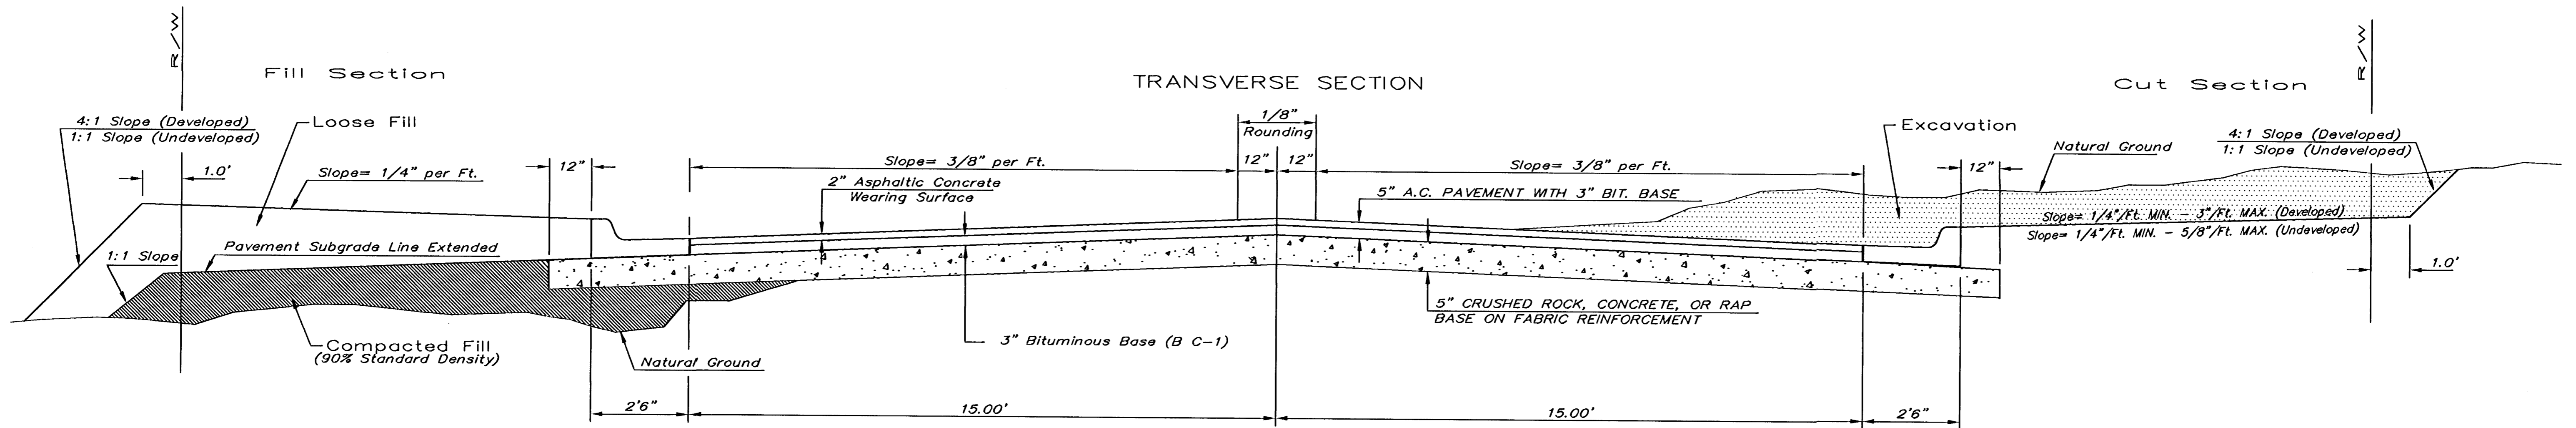 R/W
R/W
Fill Section
TRANSVERSE SECTION
Cut Section
4:1 Slope (Developed)
1:1 Slope (Undeveloped)
Loose Fill
1/8"
Rounding
Excavation
4:1 Slope (Developed)
1:1 Slope (Undeveloped)
Natural Ground
1.0'
Slope= 1/4" per Ft.
12"
Slope= 3/8" per Ft.
12"
12"
Slope= 3/8" per Ft.
12"
2" Asphaltic Concrete
Wearing Surface
5" A.C. PAVEMENT WITH 3" BIT. BASE
Slope= 1/4"/Ft. MIN. - 3"/Ft. MAX. (Developed)
Slope= 1/4"/Ft. MIN. - 5/8"/Ft. MAX. (Undeveloped)
Pavement Subgrade Line Extended
1:1 Slope
1.0'
5" CRUSHED ROCK, CONCRETE, OR RAP
BASE ON FABRIC REINFORCEMENT
Compacted Fill
(90% Standard Density)
3" Bituminous Base (B C-1)
Natural Ground
2'6"
15.00'
15.00'
2'6"